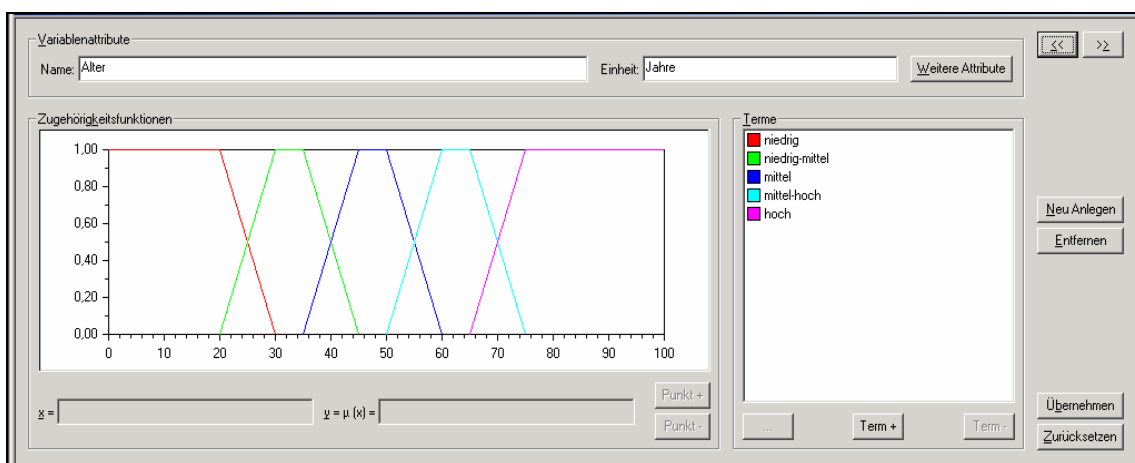 Variablenattribute
Name: Alter
Einheit: Jahre
Weitere Attribute
<<
>>
Zugehörigkeitsfunktionen
1,00
0,80
0,60
0,40
0,20
0,00
0 10 20 30 40 50 60 70 80 90 100
x =
y = µ (x) =
Punkt +
Punkt -
Terme
niedrig
niedrig-mittel
mittel
mittel-hoch
hoch
...
Term +
Term -
Neu Anlegen
Entfernen
Übernehmen
Zurücksetzen